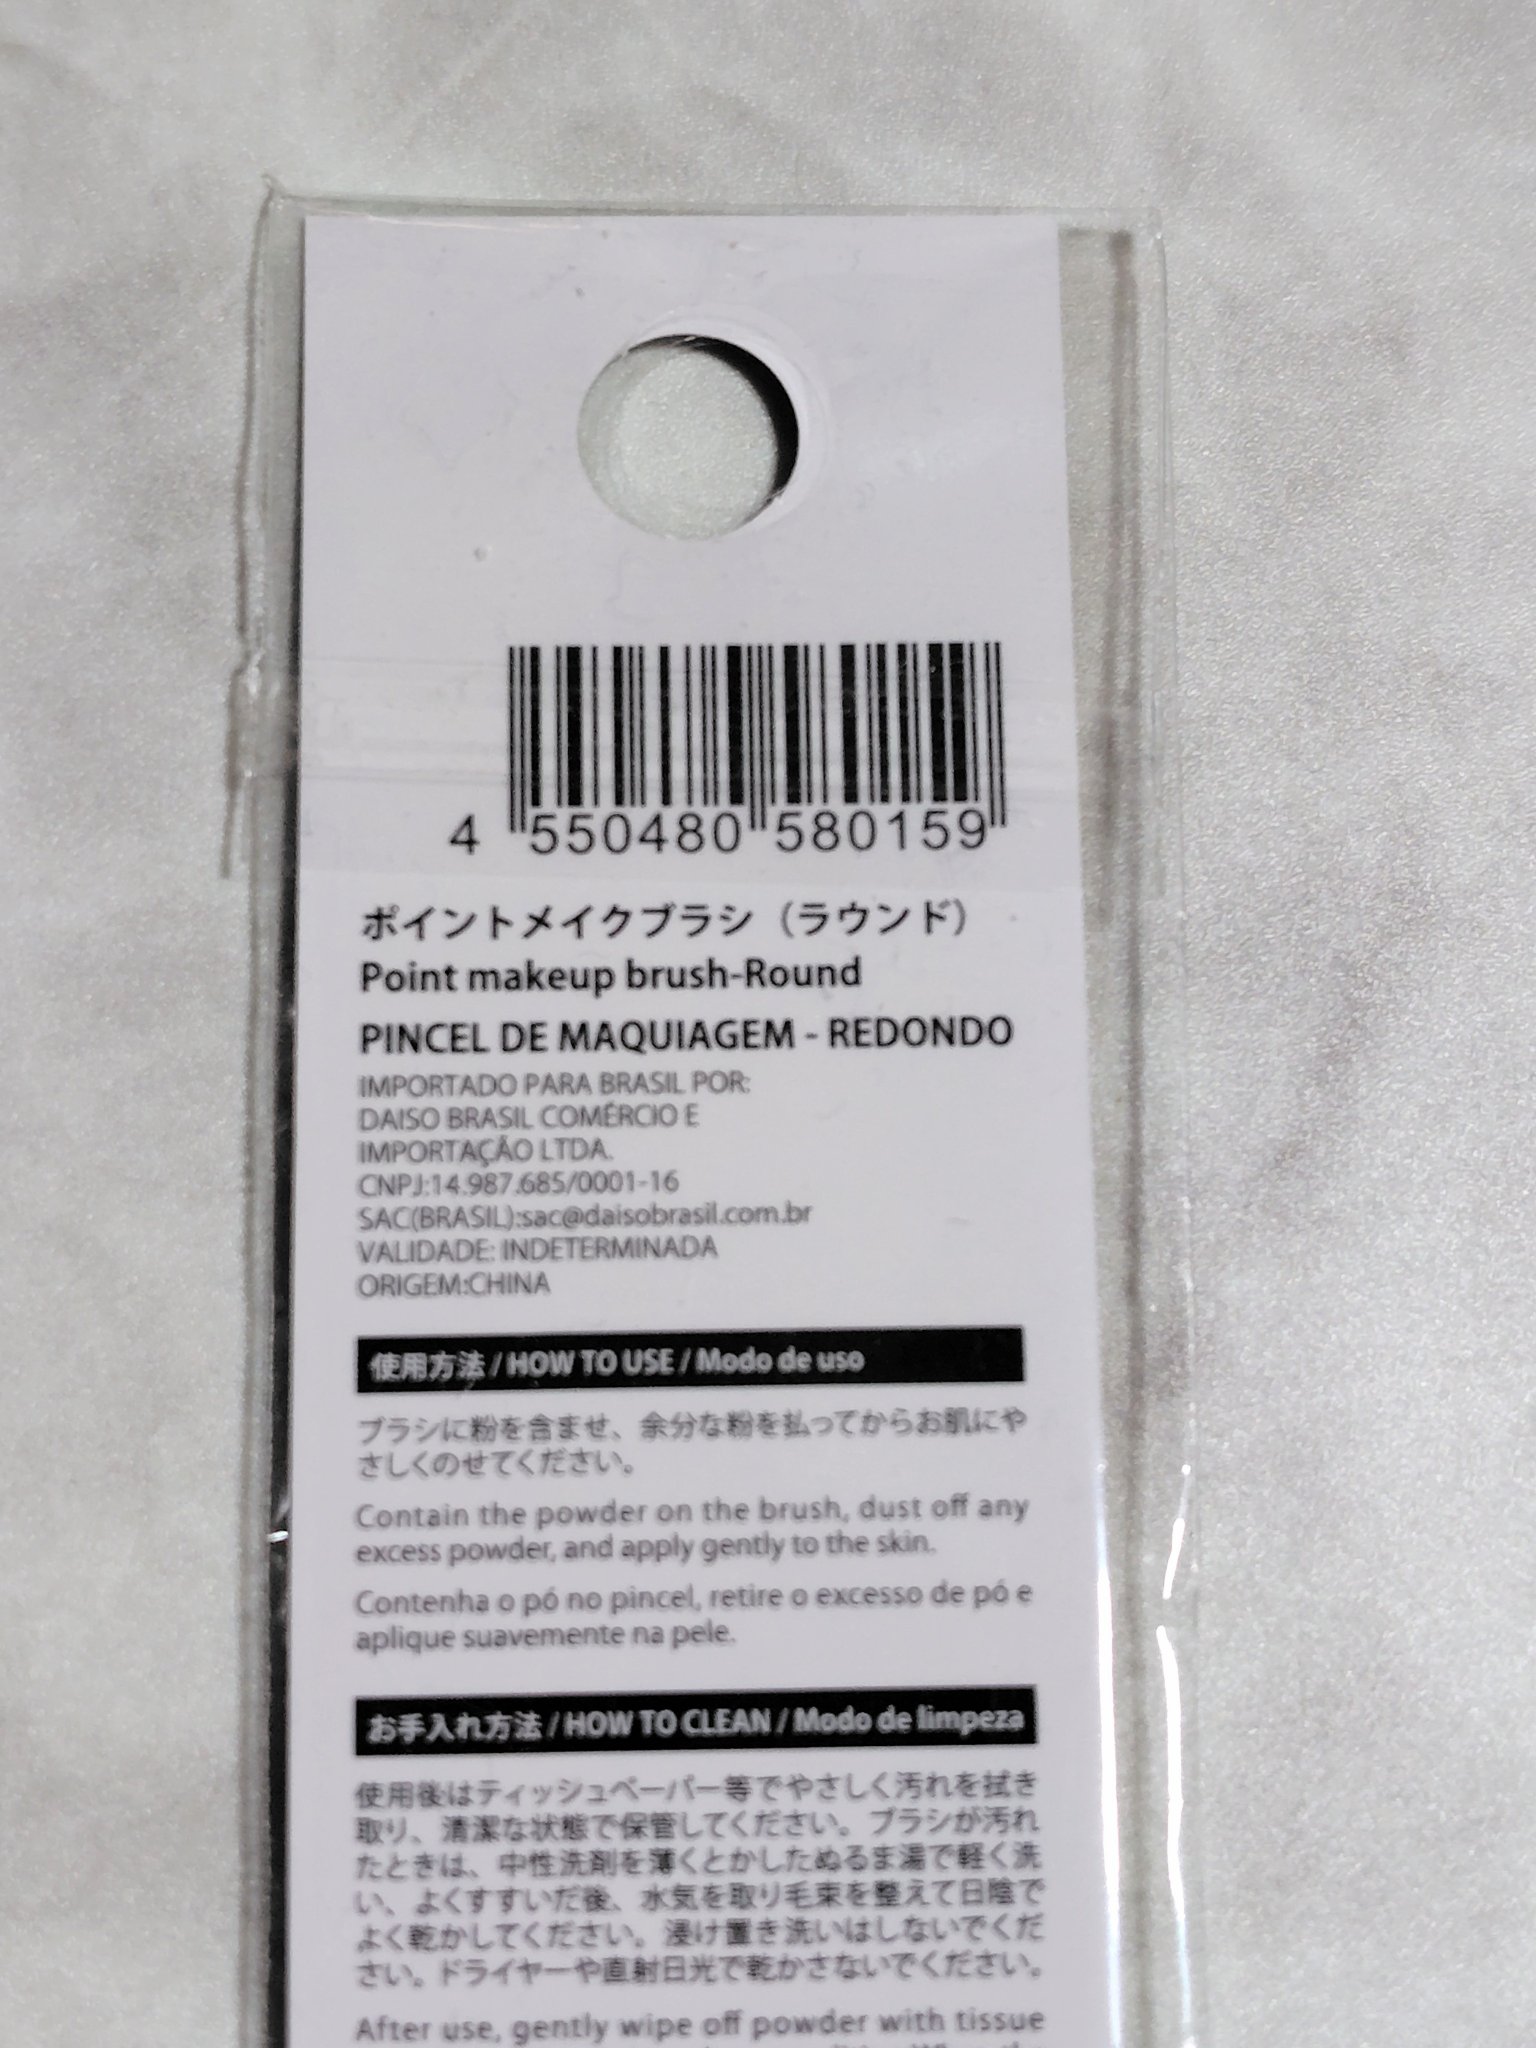 4 550480 580159
ポイントメイクブラシ（ラウンド）
Point makeup brush-Round
PINCEL DE MAQUIAGEM - REDONDO
IMPORTADO PARA BRASIL POR:
DAISO BRASIL COMÉRCIO E
IMPORTAÇÃO LTDA.
CNPJ:14.987.685/0001-16
SAC(BRASIL):sac@daisobrasil.com.br
VALIDADE: INDETERMINADA
ORIGEM:CHINA
使用方法 / HOW TO USE / Modo de uso
ブラシに粉を含ませ、余分な粉を払ってからお肌にや
さしくのせてください。
Contain the powder on the brush, dust off any
excess powder, and apply gently to the skin.
Contenha o pó no pincel, retire o excesso de pó e
aplique suavemente na pele.
お手入れ方法 / HOW TO CLEAN / Modo de limpeza
使用後はティッシュペーパー等でやさしく汚れを拭き
取り、清潔な状態で保管してください。ブラシが汚れ
たときは、中性洗剤を薄くとかしたぬるま湯で軽く洗
い、よくすすいだ後、水気を取り毛束を整えて日陰で
よく乾かしてください。浸け置き洗いはしないでくだ
さい。ドライヤーや直射日光で乾かさないでください。
After use, gently wipe off powder with tissue